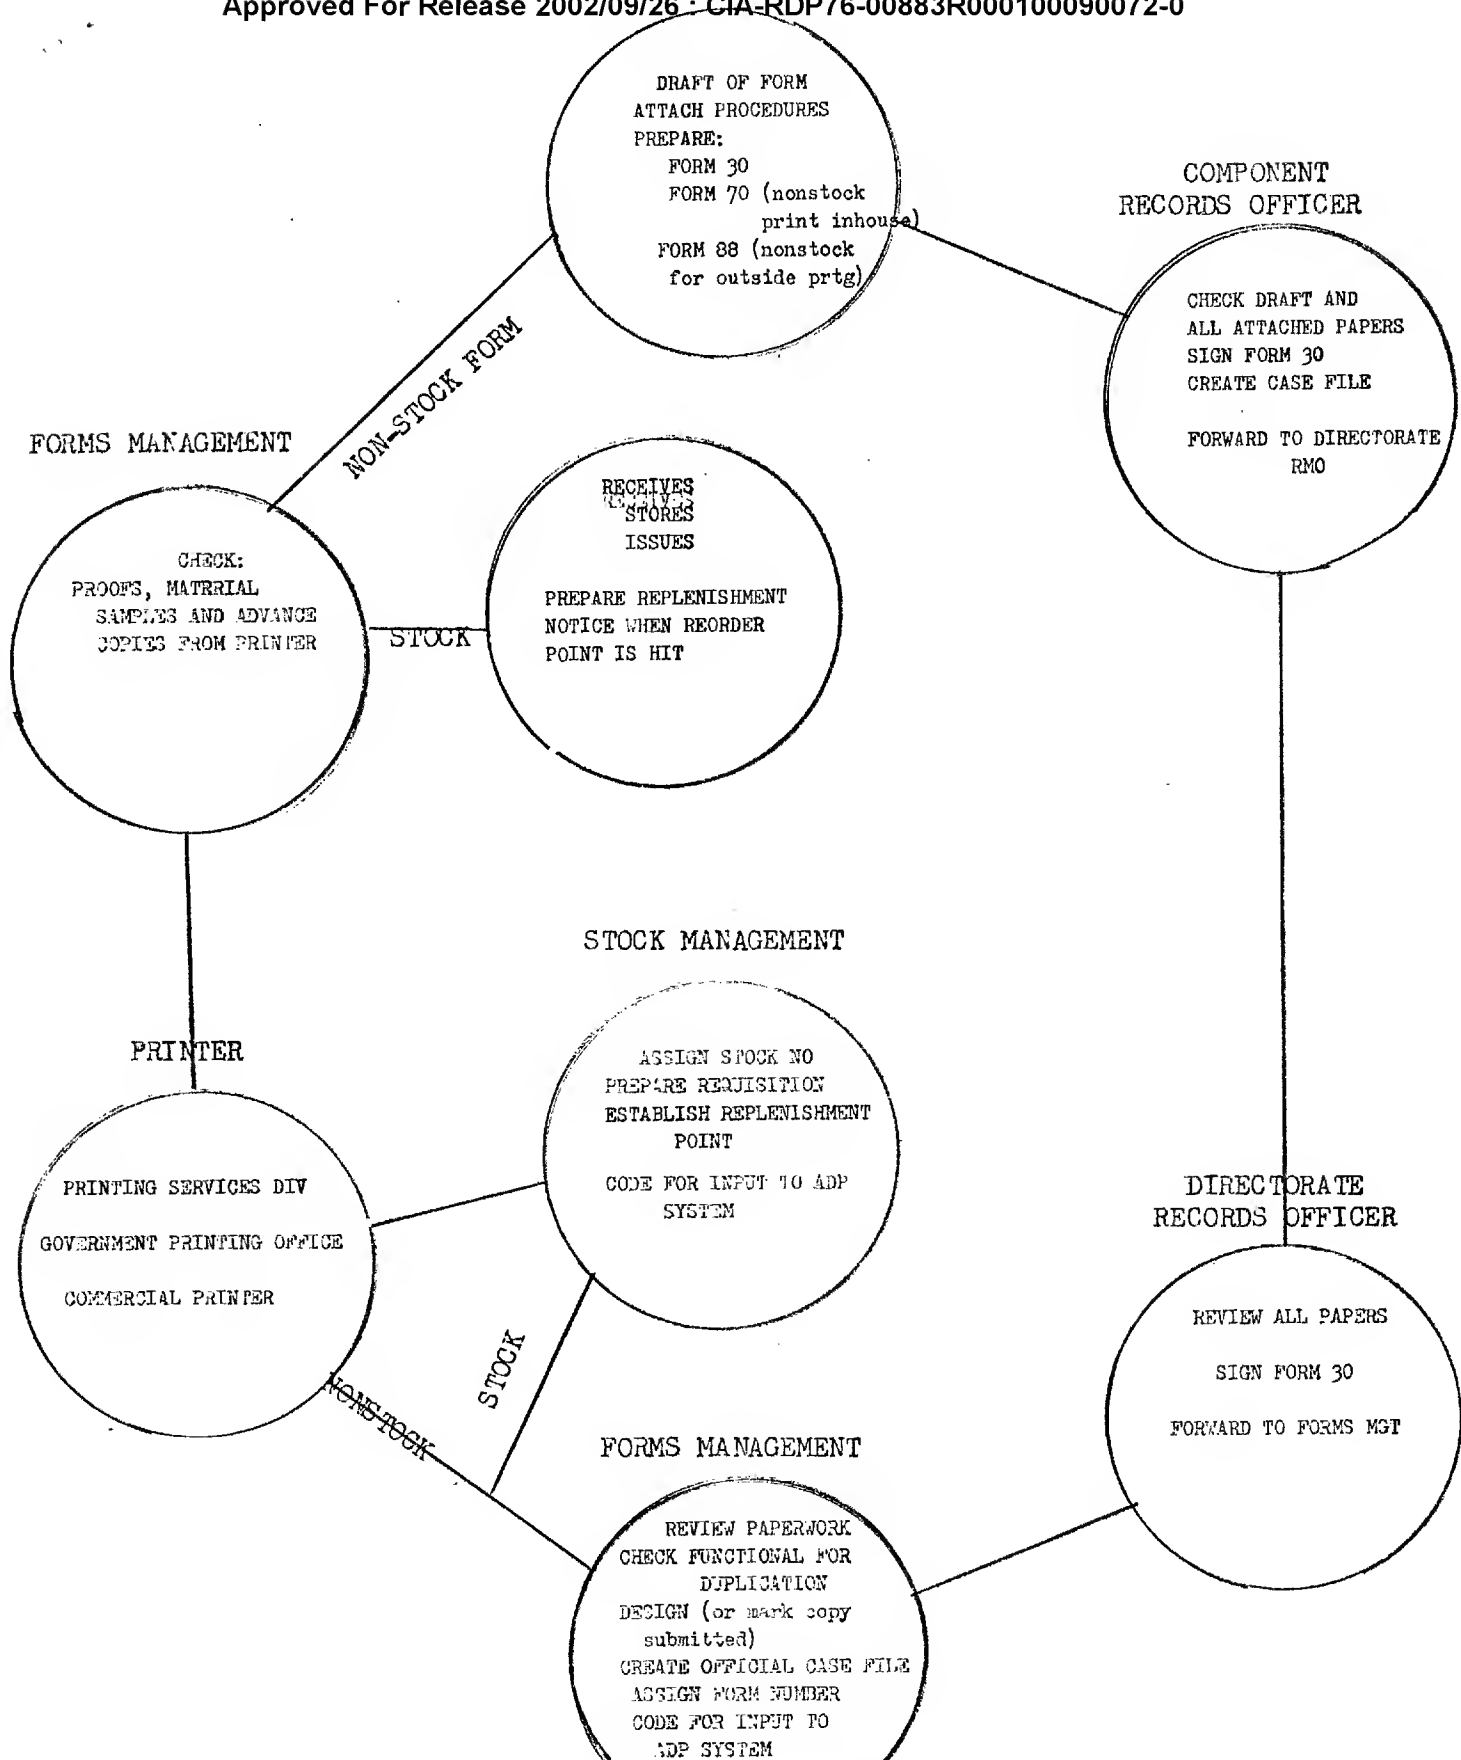 Approved For Release 2002/09/26 : CIA-RDP76-00883R000100090072-0
DRAFT OF FORM
ATTACH PROCEDURES
PREPARE:
FORM 30
FORM 70 (nonstock
print inhouse)
FORM 88 (nonstock
for outside prtg)
COMPONENT
RECORDS OFFICER
CHECK DRAFT AND
ALL ATTACHED PAPERS
SIGN FORM 30
CREATE CASE FILE
FORWARD TO DIRECTORATE
RMO
NON-STOCK FORM
FORMS MANAGEMENT
CHECK:
PROOFS, MATRRIAL
SAMPLES AND ADVANCE
COPIES FROM PRINTER
STOCK
RECEIVES
RECEIVES
STORES
ISSUES
PREPARE REPLENISHMENT
NOTICE WHEN REORDER
POINT IS HIT
STOCK MANAGEMENT
ASSIGN STOCK NO
PREPARE REQUISITION
ESTABLISH REPLENISHMENT
POINT
CODE FOR INPUT TO ADP
SYSTEM
PRINTER
PRINTING SERVICES DIV
GOVERNMENT PRINTING OFFICE
COMMERCIAL PRINTER
DIRECTORATE
RECORDS OFFICER
REVIEW ALL PAPERS
SIGN FORM 30
FORWARD TO FORMS MGT
STOCK
NONSTOCK
FORMS MANAGEMENT
REVIEW PAPERWORK
CHECK FUNCTIONAL FOR
DUPLICATION
DESIGN (or mark copy
submitted)
CREATE OFFICIAL CASE FILE
ASSIGN FORM NUMBER
CODE FOR INPUT TO
ADP SYSTEM